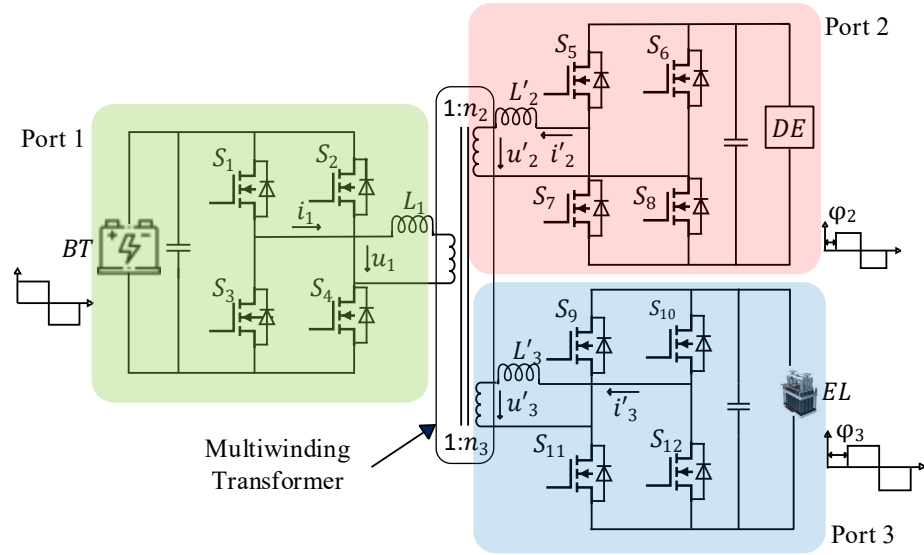 Port 1
BT
S₁
S₂
S₃
S₄
i₁
L₁
u₁
Multiwinding
Transformer
1:n₂
1:n₃
Port 2
S₅
S₆
S₇
S₈
L'₂
u'₂
i'₂
DE
φ₂
Port 3
S₉
S₁₀
S₁₁
S₁₂
L'₃
u'₃
i'₃
EL
φ₃